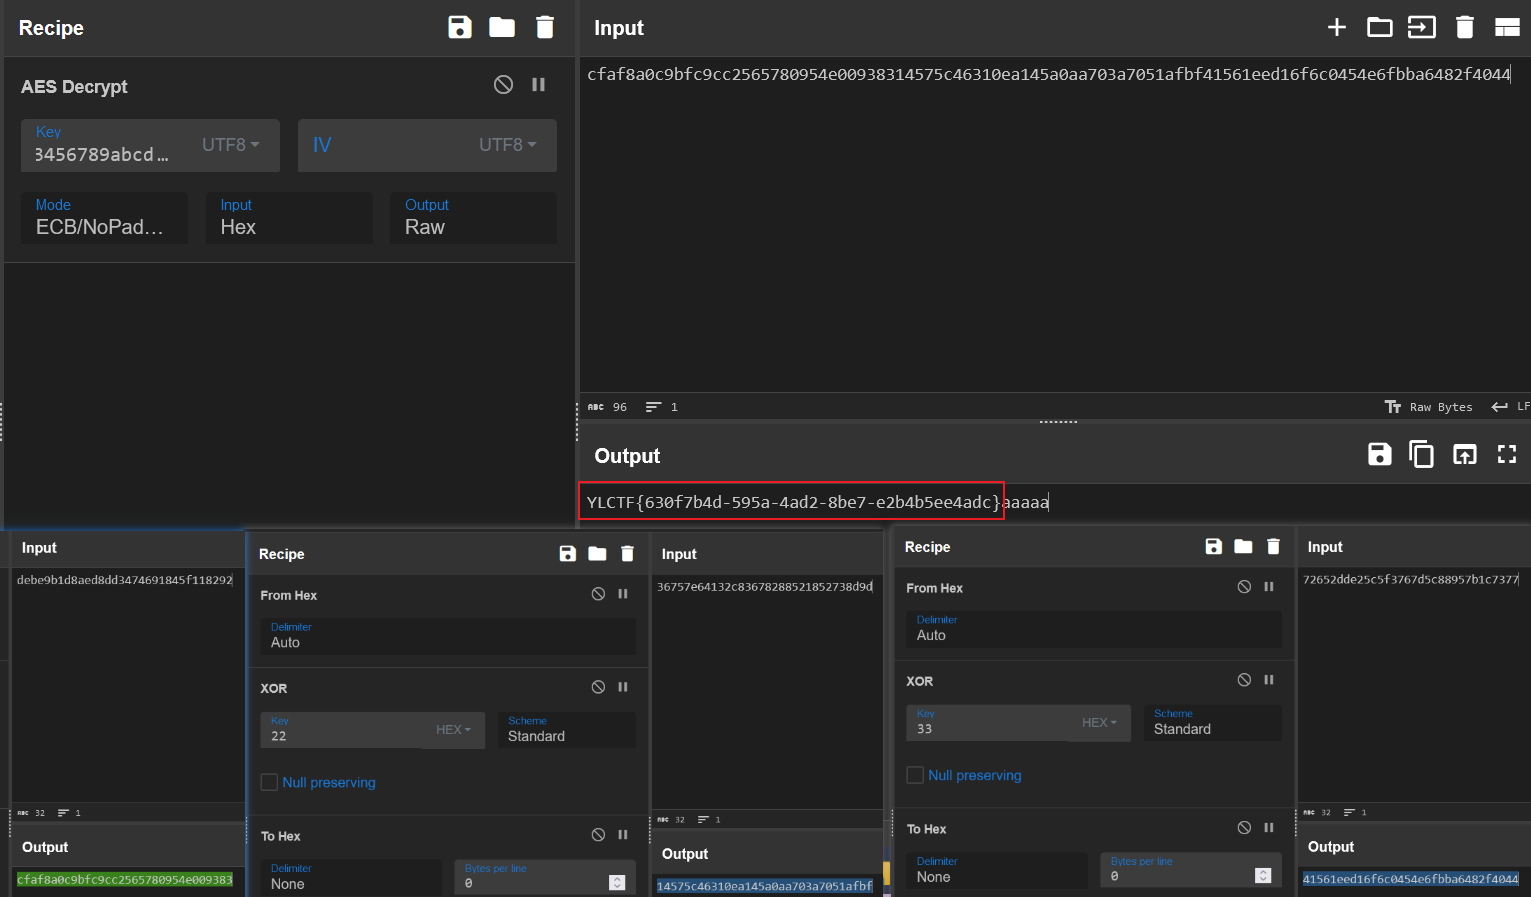 Recipe
Input
AES Decrypt
Key
3456789abcd…
UTF8
IV
UTF8
Mode
ECB/NoPad…
Input
Hex
Output
Raw
cfaf8a0c9bfc9cc2565780954e00938314575c46310ea145a0aa703a7051afbf41561eed16f6c0454e6fbba6482f4044
ABC 96 1
Tт Raw Bytes LF
Output
YLCTF{630f7b4d-595a-4ad2-8be7-e2b4b5ee4adc}aaaaa
Input
debe9b1d8aed8dd3474691845f118292
ABC 32 1
Output
cfaf8a0c9bfc9cc2565780954e009383
Recipe
From Hex
Delimiter
Auto
XOR
Key
22
HEX
Scheme
Standard
Null preserving
To Hex
Delimiter
None
Bytes per line
0
Input
36757e64132c83678288521852738d9d
ABC 32 1
Output
14575c46310ea145a0aa703a7051afbf
Recipe
From Hex
Delimiter
Auto
XOR
Key
33
HEX
Scheme
Standard
Null preserving
To Hex
Delimiter
None
Bytes per line
0
Input
72652dde25c5f3767d5c88957b1c7377
ABC 32 1
Output
41561eed16f6c0454e6fbba6482f4044